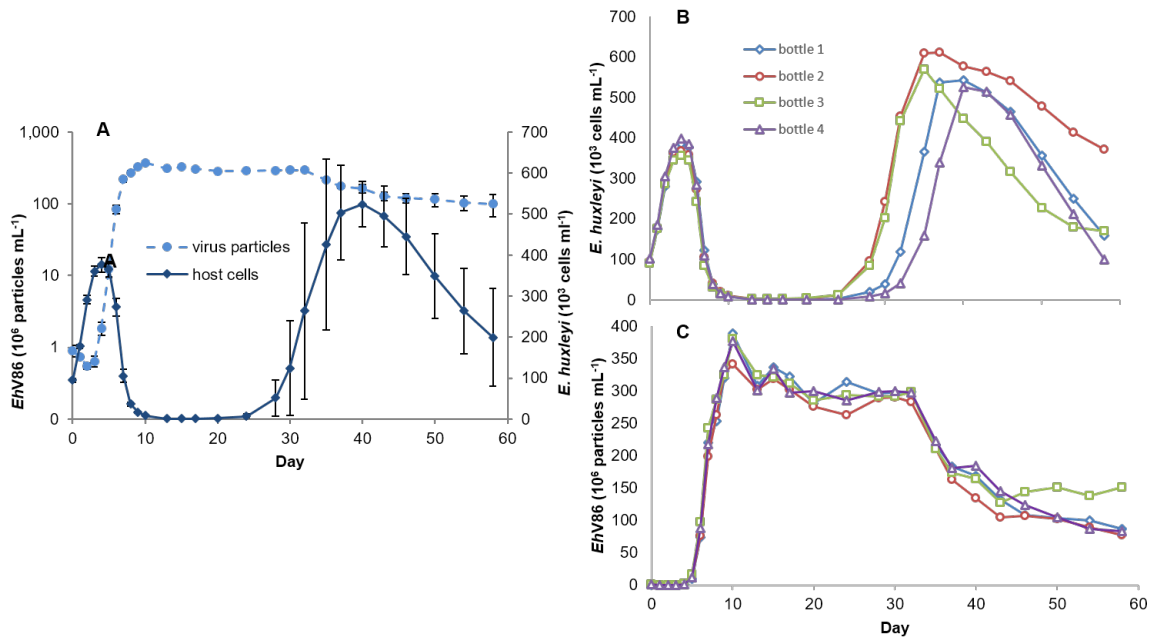 A
1,000
100
10
1
0
EhV86 (10⁶ particles mL⁻¹)
700
600
500
400
300
200
100
0
E. huxleyi (10³ cells ml⁻¹)
virus particles
host cells
A
0 10 20 30 40 50 60
Day
B
700
600
500
400
300
200
100
0
E. huxleyi (10³ cells mL⁻¹)
bottle 1
bottle 2
bottle 3
bottle 4
C
400
350
300
250
200
150
100
50
0
EhV86 (10⁶ particles mL⁻¹)
0 10 20 30 40 50 60
Day